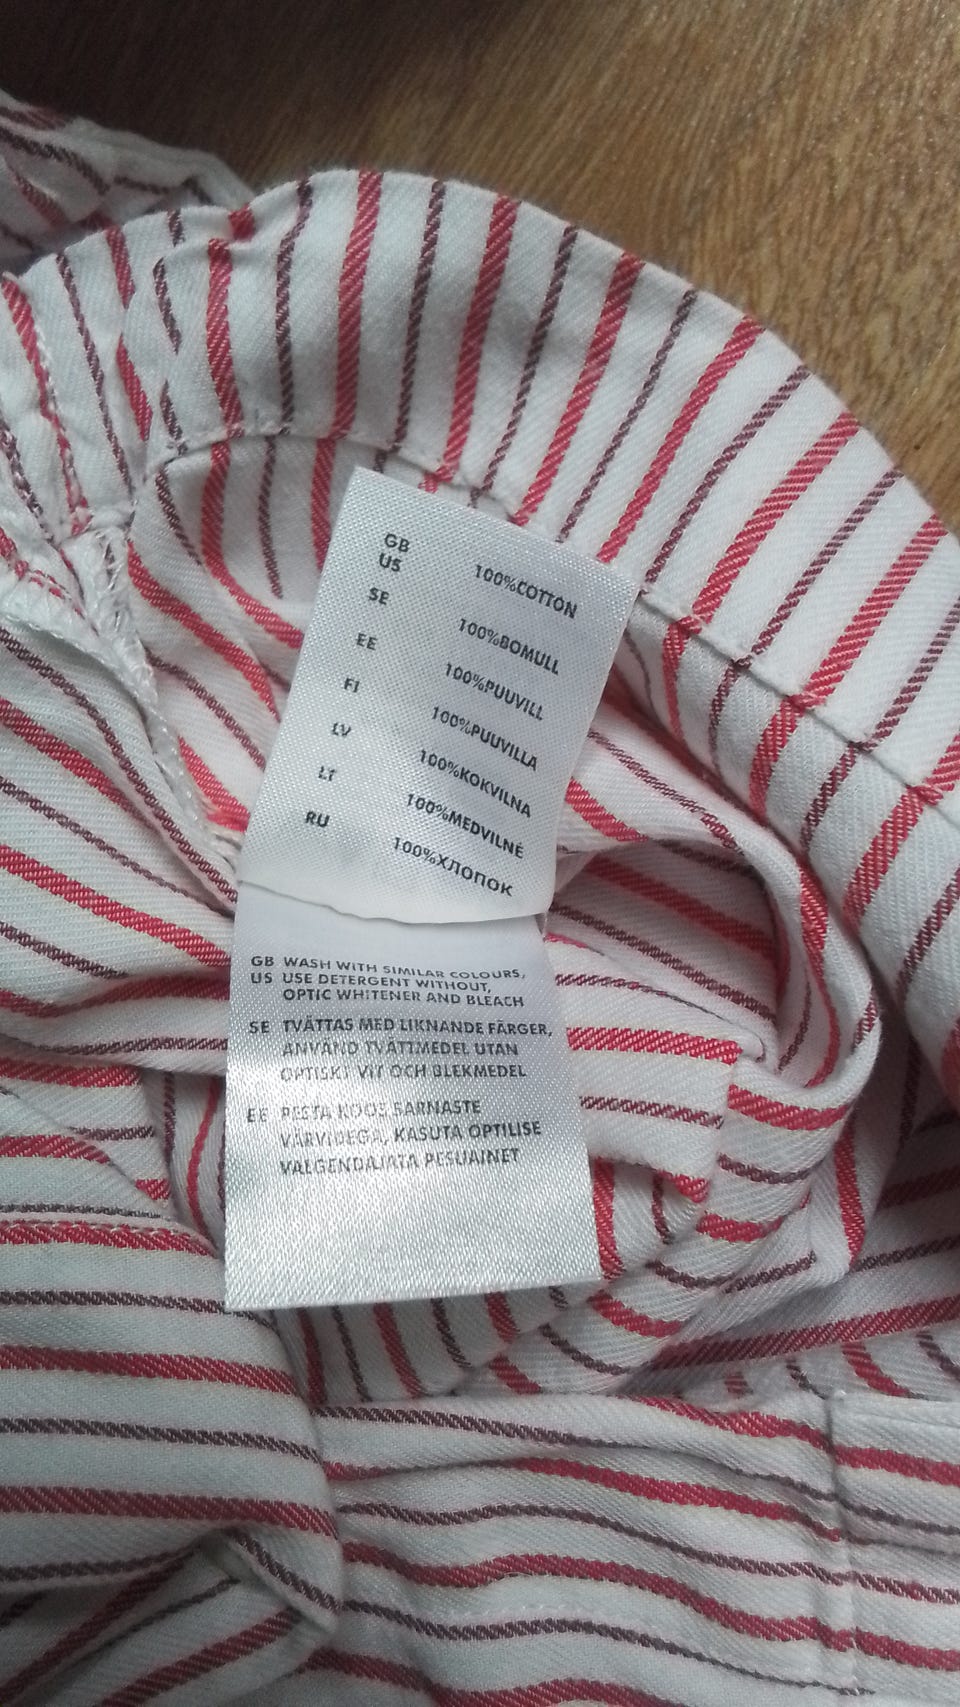 GB
US 100%COTTON
SE 100%BOMULL
EE 100%PUUVILL
FI 100%PUUVILLA
LV 100%KOKVILNA
LT 100%MEDVILNĖ
RU 100%ХЛОПОК
GB WASH WITH SIMILAR COLOURS,
US USE DETERGENT WITHOUT,
OPTIC WHITENER AND BLEACH
SE TVÄTTAS MED LIKNANDE FÄRGER,
ANVÄND TVÄTTMEDEL UTAN
OPTISKT VIT OCH BLEKMEDEL
EE PESTA KOOS SARNASTE
VÄRVIDEGA, KASUTA OPTILISE
VALGENDAJATA PESUAINET